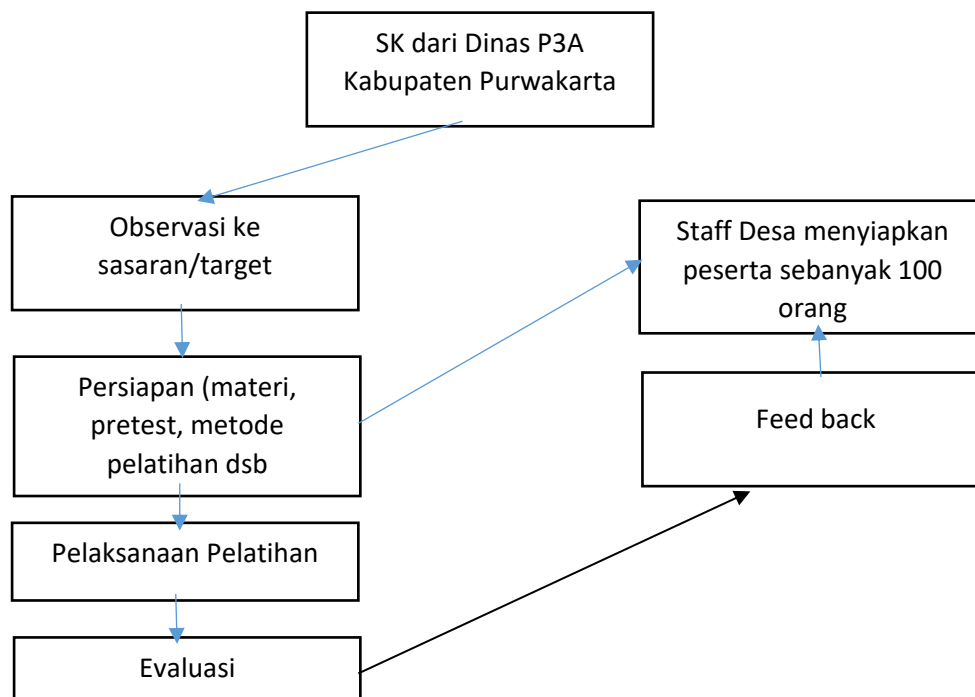 SK dari Dinas P3A
Kabupaten Purwakarta
Observasi ke
sasaran/target
Staff Desa menyiapkan
peserta sebanyak 100
orang
Persiapan (materi,
pretest, metode
pelatihan dsb
Feed back
Pelaksanaan Pelatihan
Evaluasi